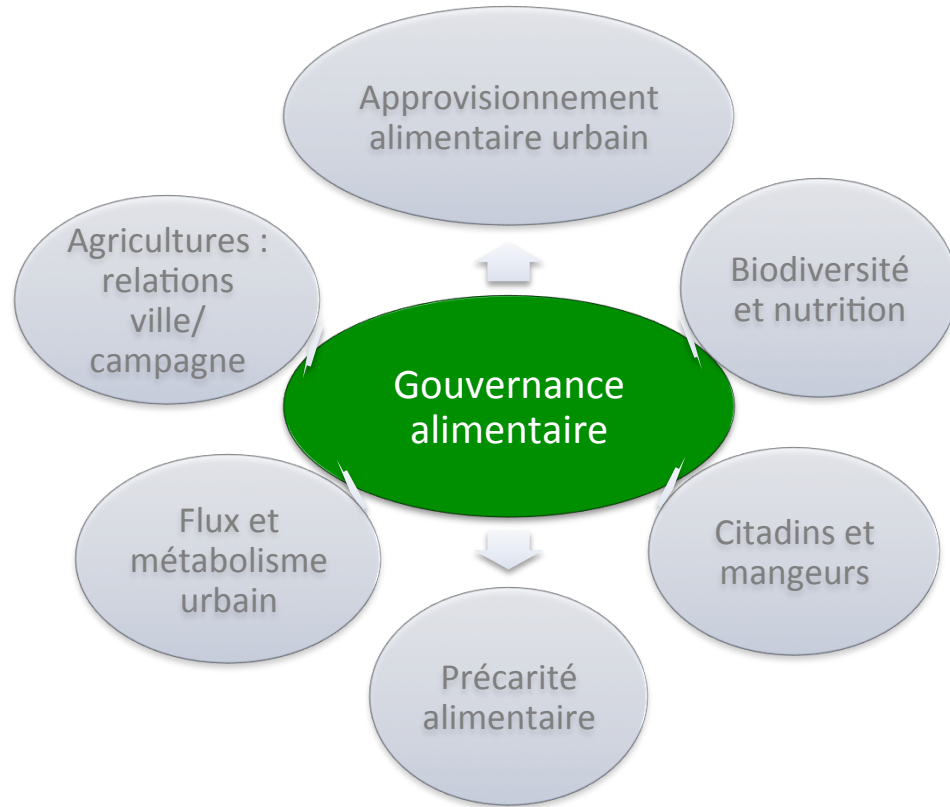 Approvisionnement
alimentaire urbain
Agricultures :
relations
ville/
campagne
Biodiversité
et nutrition
Gouvernance
alimentaire
Flux et
métabolisme
urbain
Citadins et
mangeurs
Précarité
alimentaire